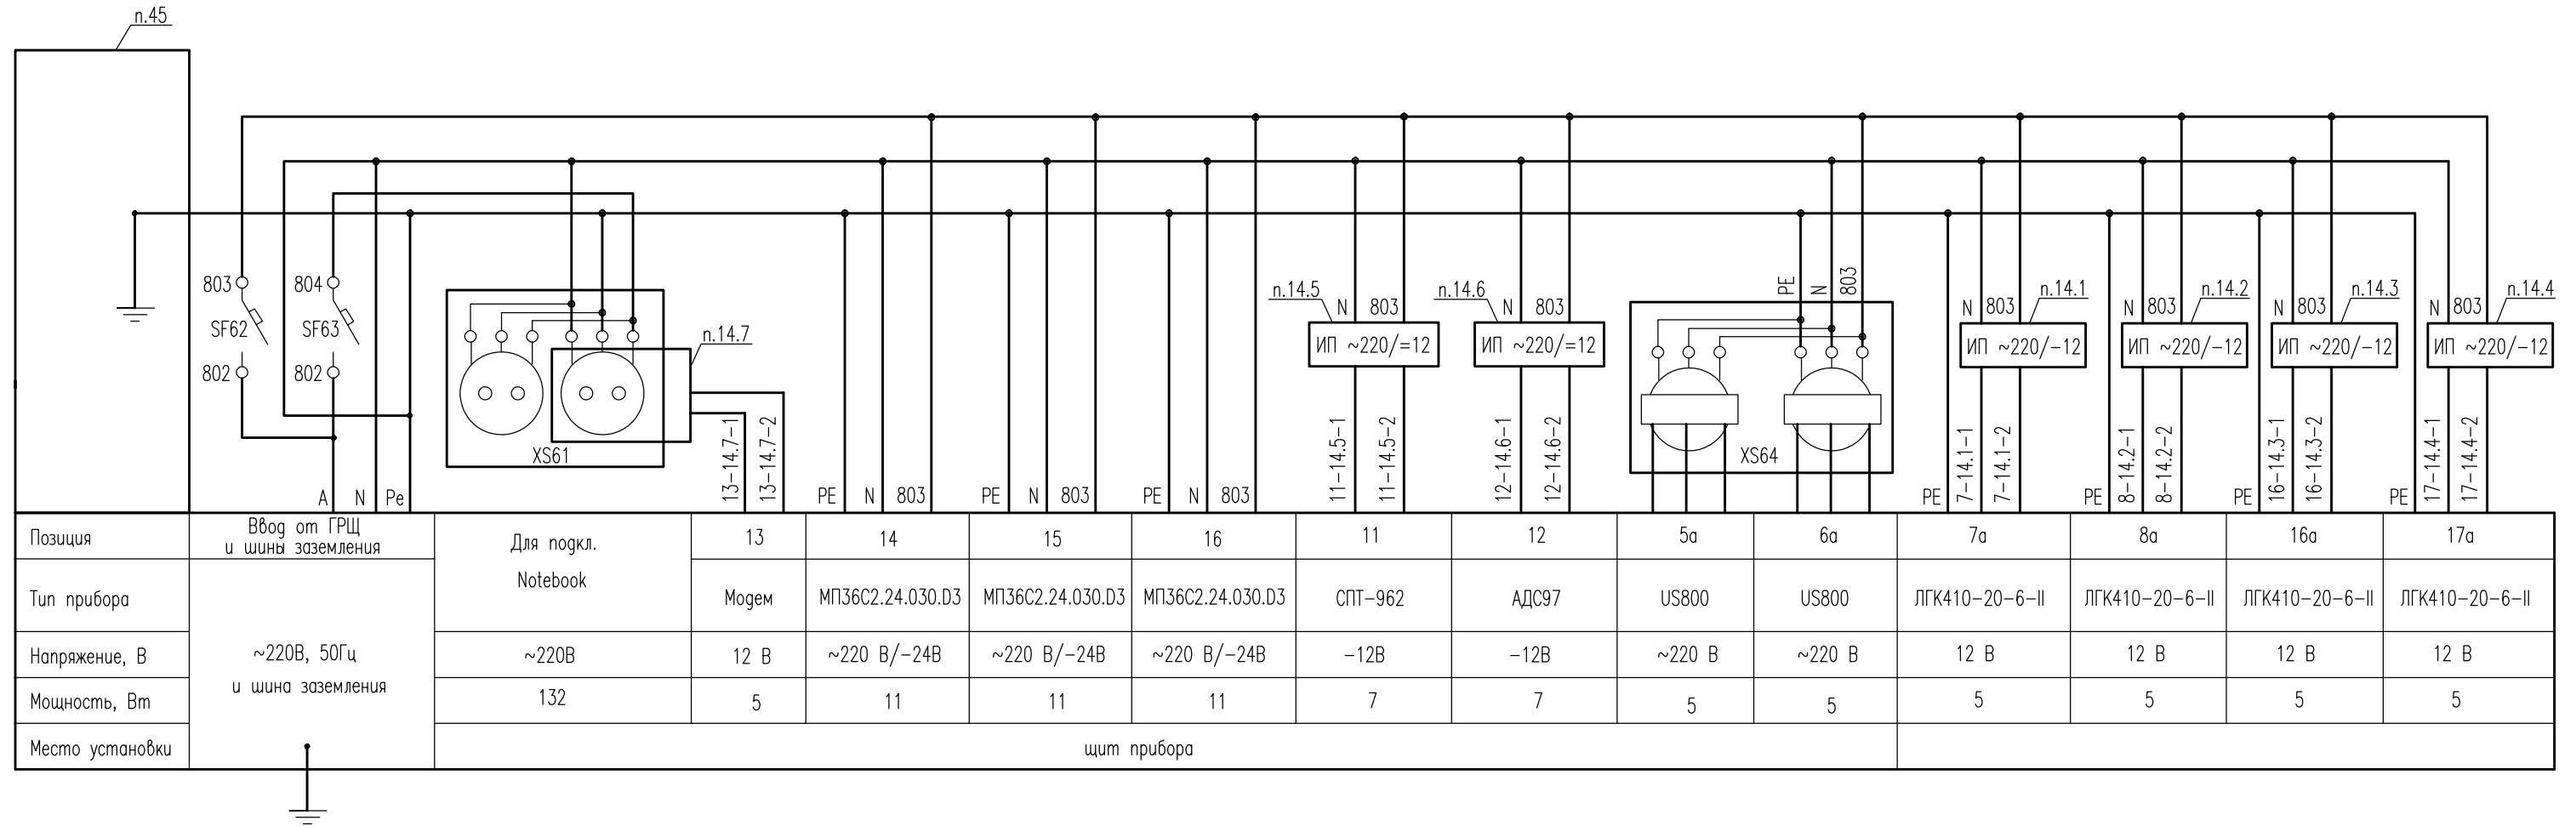 п.45
803
804
SF62
SF63
802
802
A
N
Pe
XS61
п.14.7
13-14.7-1
13-14.7-2
PE
N
803
PE
N
803
PE
N
803
п.14.5
N
803
ИП ~220/=12
11-14.5-1
11-14.5-2
п.14.6
N
803
ИП ~220/=12
12-14.6-1
12-14.6-2
PE
N
803
XS64
п.14.1
N
803
ИП ~220/-12
PE
7-14.1-1
7-14.1-2
п.14.2
N
803
ИП ~220/-12
PE
8-14.2-1
8-14.2-2
п.14.3
N
803
ИП ~220/-12
PE
16-14.3-1
16-14.3-2
п.14.4
N
803
ИП ~220/-12
PE
17-14.4-1
17-14.4-2
Позиция
Ввод от ГРЩ
и шины заземления
Для подкл.
Notebook
13
14
15
16
11
12
5а
6а
7а
8а
16а
17а
Тип прибора
Модем
МП36С2.24.030.D3
МП36С2.24.030.D3
МП36С2.24.030.D3
СПТ-962
АДС97
US800
US800
ЛГК410-20-6-II
ЛГК410-20-6-II
ЛГК410-20-6-II
ЛГК410-20-6-II
Напряжение, В
~220В, 50Гц
и шина заземления
~220В
12 В
~220 В/-24В
~220 В/-24В
~220 В/-24В
-12В
-12В
~220 В
~220 В
12 В
12 В
12 В
12 В
Мощность, Вт
132
5
11
11
11
7
7
5
5
5
5
5
5
Место установки
щит прибора